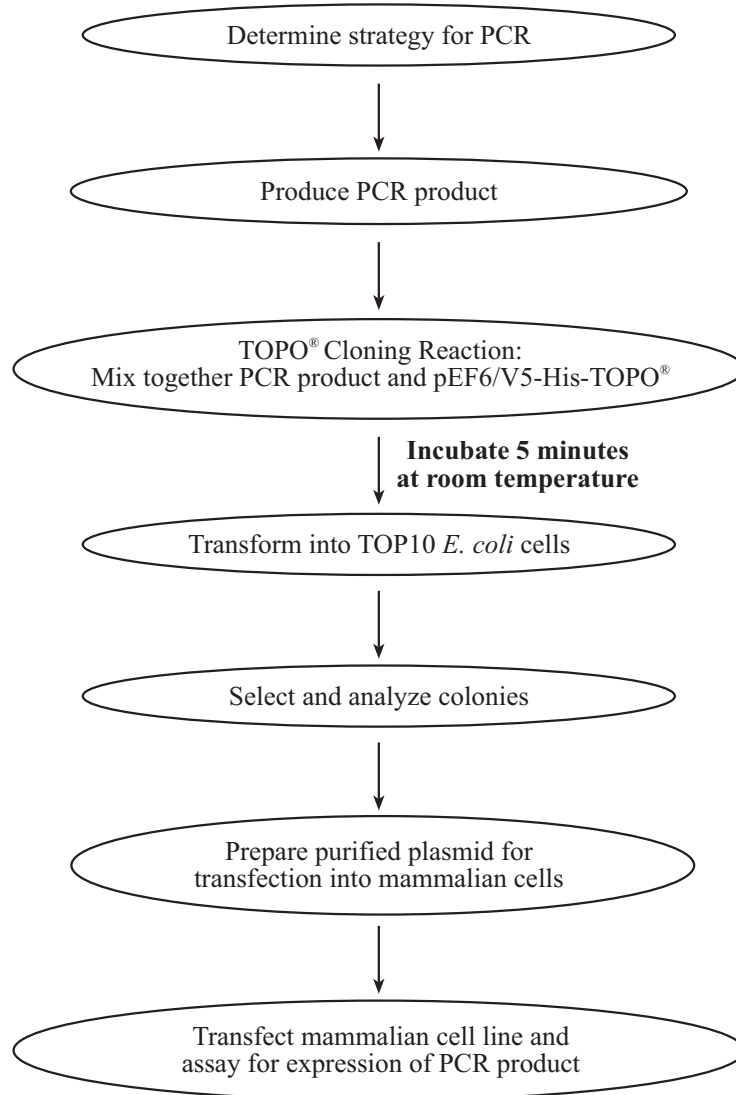 Determine strategy for PCR
Produce PCR product
TOPO® Cloning Reaction:
Mix together PCR product and pEF6/V5-His-TOPO®
Incubate 5 minutes
at room temperature
Transform into TOP10 E. coli cells
Select and analyze colonies
Prepare purified plasmid for
transfection into mammalian cells
Transfect mammalian cell line and
assay for expression of PCR product